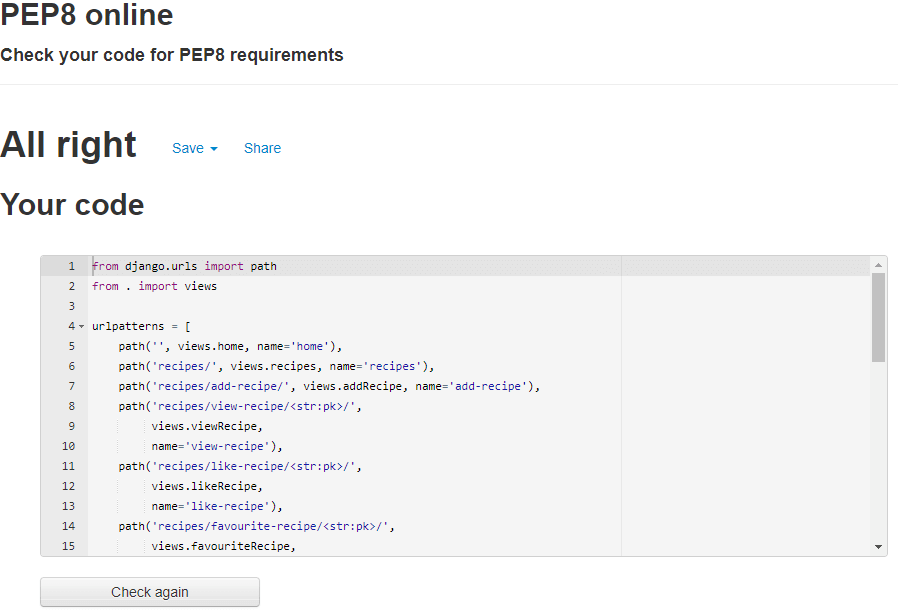 PEP8 online
Check your code for PEP8 requirements
All right Save Share
Your code
1 from django.urls import path
2 from . import views
3
4 urlpatterns = [
5     path('', views.home, name='home'),
6     path('recipes/', views.recipes, name='recipes'),
7     path('recipes/add-recipe/', views.addRecipe, name='add-recipe'),
8     path('recipes/view-recipe/<str:pk>/',
9          views.viewRecipe,
10          name='view-recipe'),
11     path('recipes/like-recipe/<str:pk>/',
12          views.likeRecipe,
13          name='like-recipe'),
14     path('recipes/favourite-recipe/<str:pk>/',
15          views.favouriteRecipe,
Check again